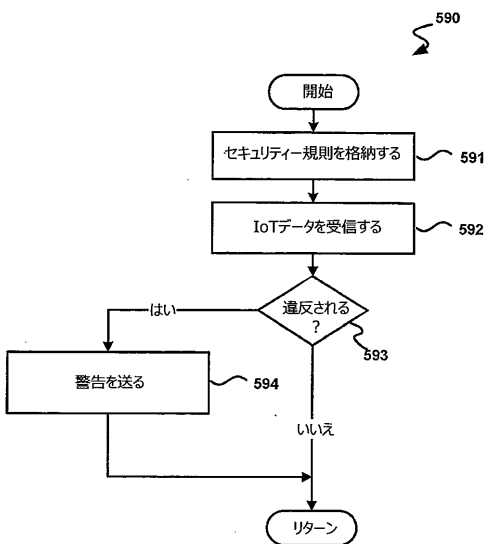 590
開始
セキュリティー規則を格納する
591
IoTデータを受信する
592
違反される
?
593
はい
警告を送る
594
いいえ
リターン